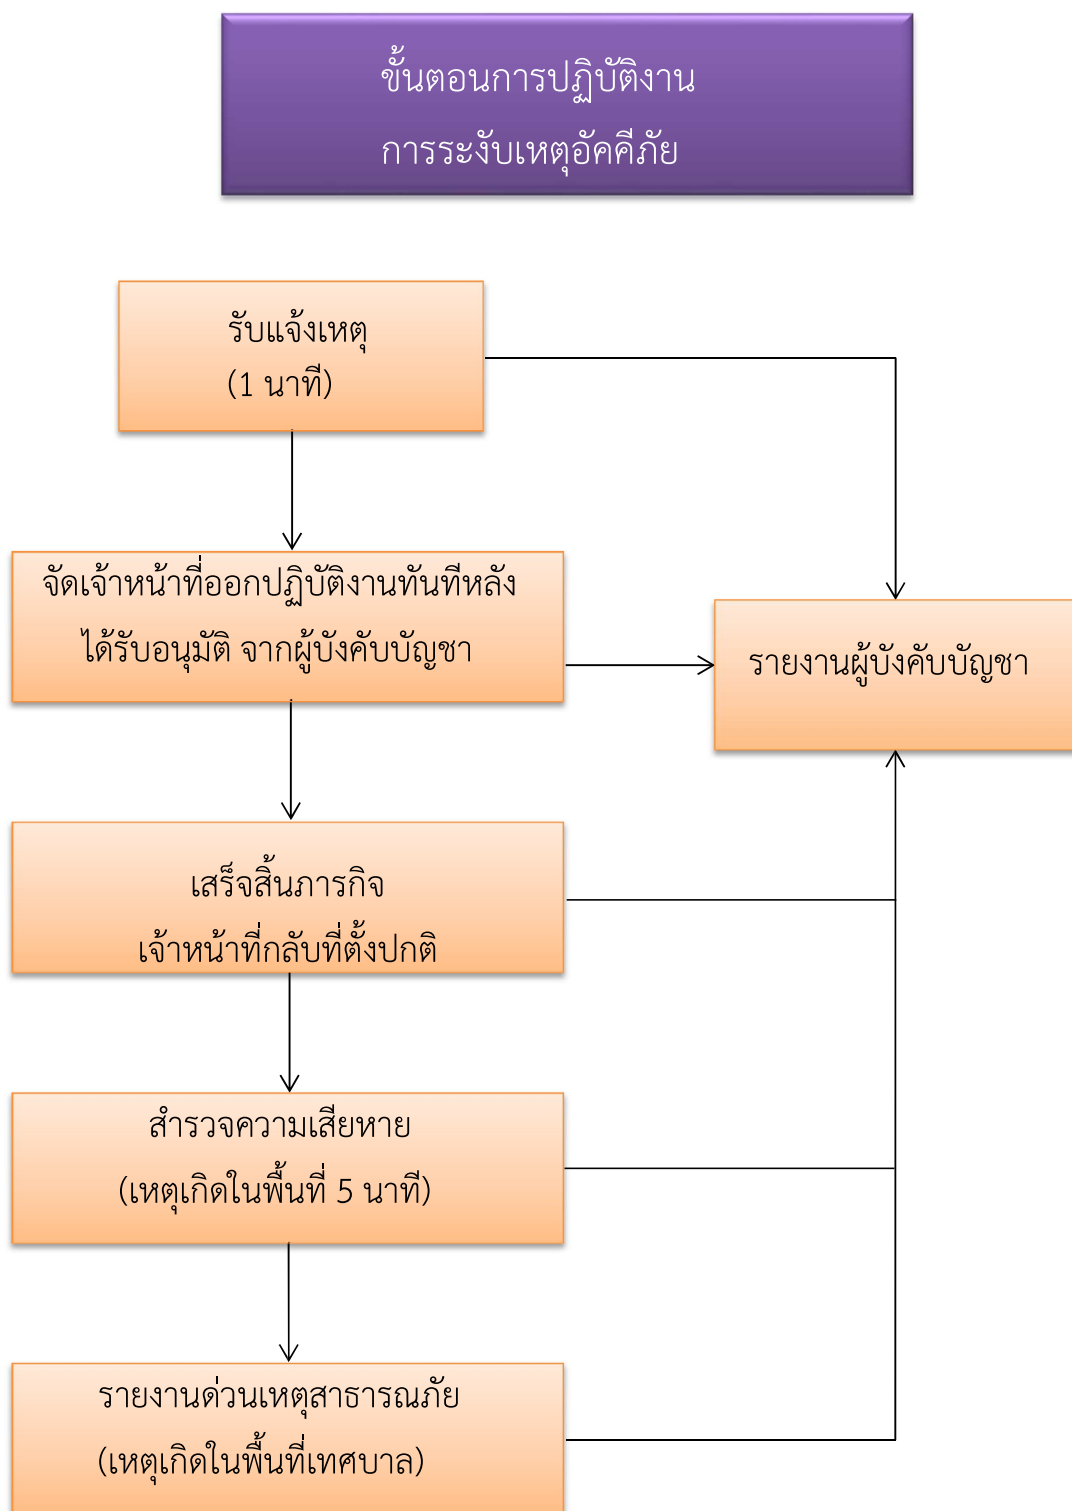 ขั้นตอนการปฏิบัติงาน
การระงับเหตุอัคคีภัย
รับแจ้งเหตุ
(1 นาที)
จัดเจ้าหน้าที่ออกปฏิบัติงานทันทีหลัง
ได้รับอนุมัติ จากผู้บังคับบัญชา
รายงานผู้บังคับบัญชา
เสร็จสิ้นภารกิจ
เจ้าหน้าที่กลับที่ตั้งปกติ
สำรวจความเสียหาย
(เหตุเกิดในพื้นที่ 5 นาที)
รายงานด่วนเหตุสาธารณภัย
(เหตุเกิดในพื้นที่เทศบาล)